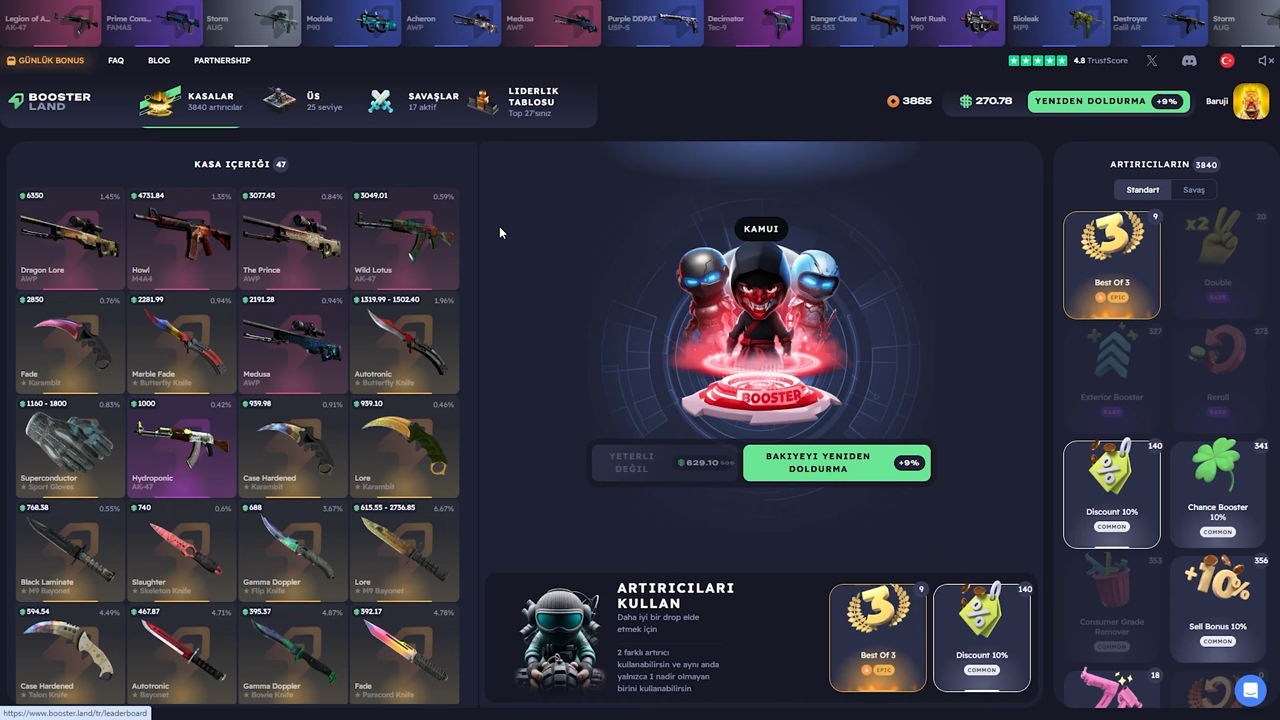 Legion of A...
AK-47
Prime Cons...
FAMAS
Storm
AUG
Module
P90
Acheron
AWP
Medusa
AWP
Purple DDPAT
USP-S
Decimator
Tec-9
Danger Close
SG 553
Vent Rush
P90
Bioleak
MP9
Destroyer
Galil AR
Storm
AUG
GÜNLÜK BONUS
FAQ
BLOG
PARTNERSHIP
4.8 TrustScore
BOOSTER
LAND
KASALAR
3840 artırıcılar
ÜS
25 seviye
SAVAŞLAR
17 aktif
LIDERLIK
TABLOSU
Top 27'sınız
3885
270.78
YENIDEN DOLDURMA +9%
Baruji
KASA IÇERIĞI 47
6350 1.45%
Dragon Lore
AWP
4731.84 1.35%
Howl
M4A4
3077.45 0.84%
The Prince
AWP
3049.01 0.59%
Wild Lotus
AK-47
2850 0.76%
Fade
★ Karambit
2281.99 0.94%
Marble Fade
★ Butterfly Knife
2191.28 0.94%
Medusa
AWP
1319.99 - 1502.40 1.96%
Autotronic
★ Butterfly Knife
1160 - 1800 0.83%
Superconductor
★ Sport Gloves
1000 0.42%
Hydroponic
AK-47
939.98 0.91%
Case Hardened
★ Karambit
939.10 0.46%
Lore
★ Karambit
768.38 0.55%
Black Laminate
★ M9 Bayonet
740 0.6%
Slaughter
★ Skeleton Knife
688 3.67%
Gamma Doppler
★ Flip Knife
615.55 - 2736.85 6.67%
Lore
★ M9 Bayonet
594.54 4.49%
Case Hardened
★ Talon Knife
467.87 4.71%
Autotronic
★ Bayonet
395.37 4.87%
Gamma Doppler
★ Bowie Knife
392.17 4.78%
Fade
★ Paracord Knife
KAMUI
BOOSTER
YETERLI
DEĞIL
629.10
BAKIYEYI YENIDEN
DOLDURMA
+9%
ARTIRICILARI
KULLAN
Daha iyi bir drop elde
etmek için
2 farklı artırıcı
kullanabilirsin ve aynı anda
yalnızca 1 nadir olmayan
birini kullanabilirsin
9
3
Best Of 3
EPIC
140
%
Discount 10%
COMMON
ARTIRICILARIN 3840
Standart
Savaş
9
3
Best Of 3
EPIC
20
x2
Double
RARE
327
Exterior Booster
RARE
273
Reroll
RARE
140
%
Discount 10%
COMMON
341
Chance Booster
10%
COMMON
353
Consumer Grade
Remover
COMMON
356
+10%
Sell Bonus 10%
COMMON
18
0
https://www.booster.land/tr/leaderboard